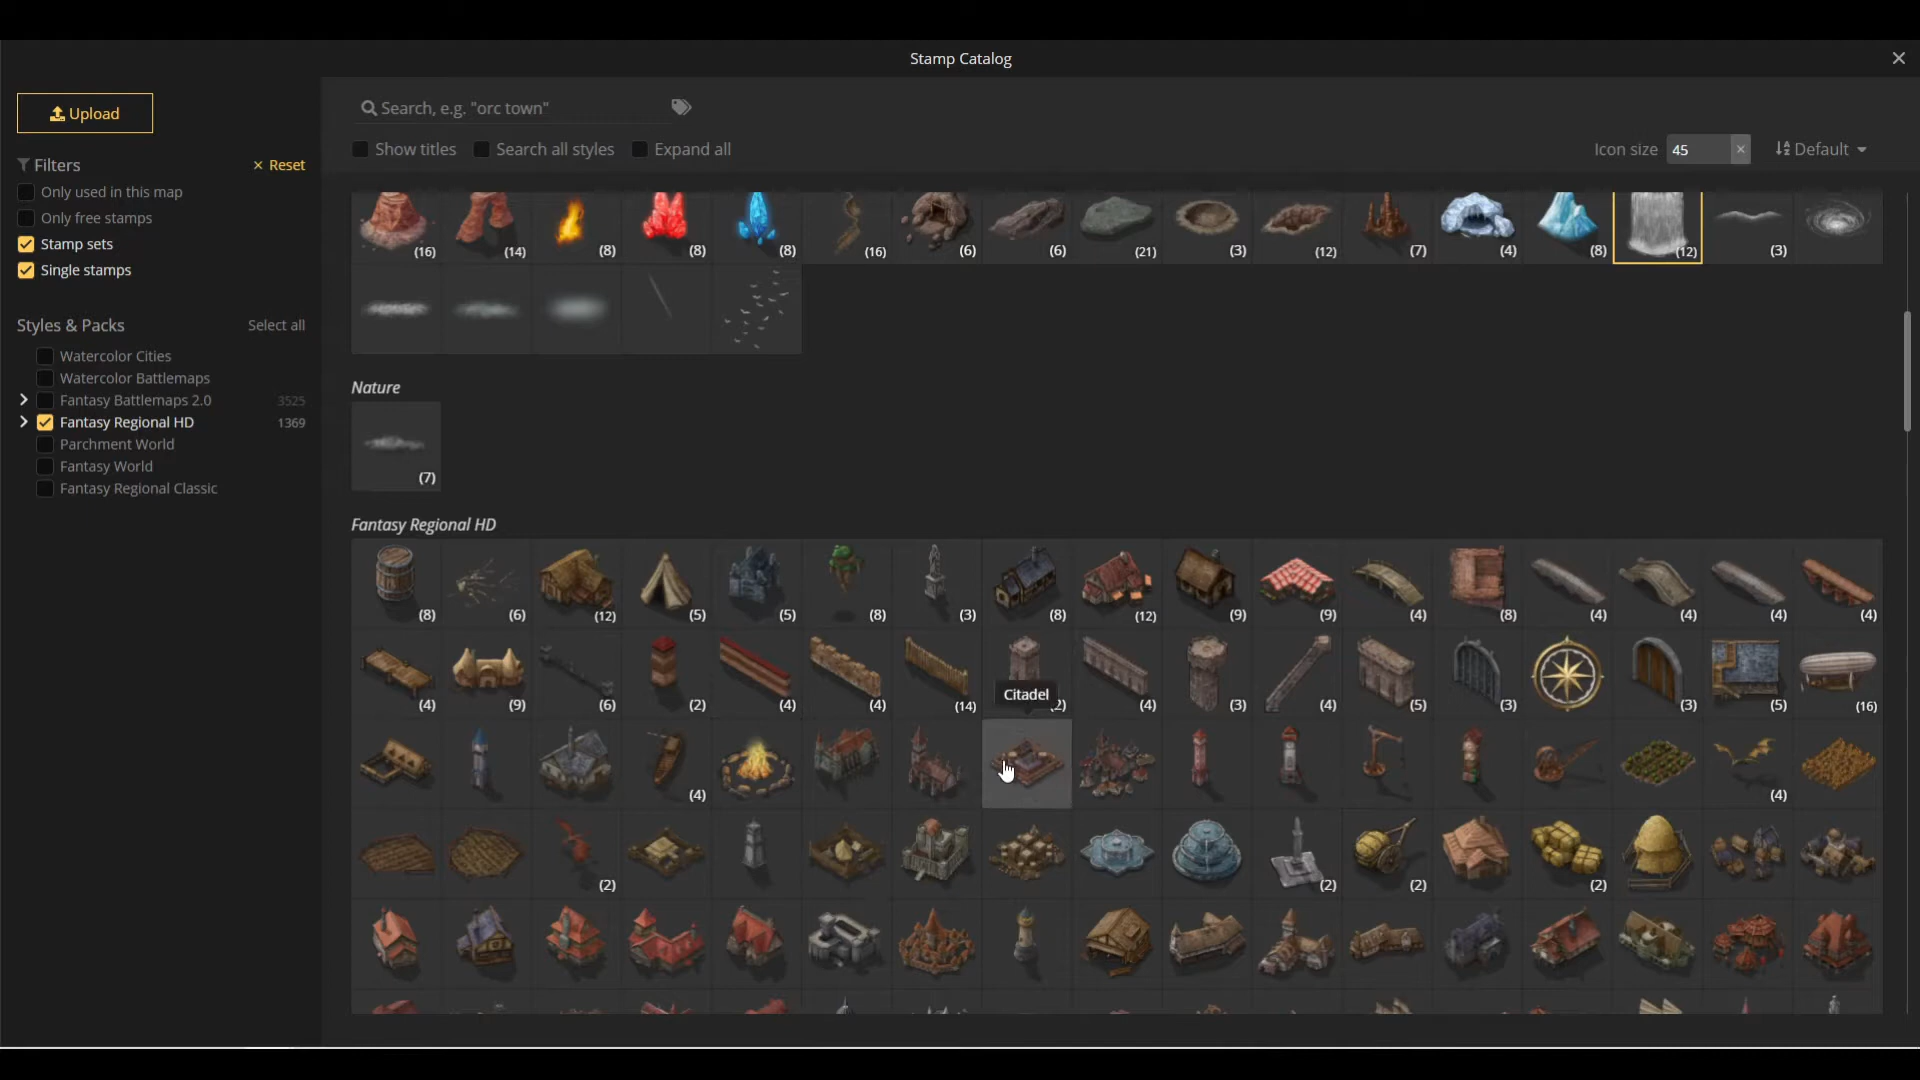 Stamp Catalog
Upload
Search, e.g. "orc town"
Show titles
Search all styles
Expand all
Icon size
45
Default
Filters
Reset
Only used in this map
Only free stamps
Stamp sets
Single stamps
Styles & Packs
Select all
Watercolor Cities
Watercolor Battlemaps
Fantasy Battlemaps 2.0 3525
Fantasy Regional HD 1369
Parchment World
Fantasy World
Fantasy Regional Classic
(16) (14) (8) (8) (8) (16) (6) (6) (21) (3) (12) (7) (4) (8) (12) (3)
Nature
(7)
Fantasy Regional HD
(8) (6) (12) (5) (5) (8) (3) (8) (12) (9) (9) (4) (8) (4) (4) (4) (4)
Citadel
(4) (9) (6) (2) (4) (4) (14) 2) (4) (3) (4) (5) (3) (3) (5) (16)
(4) (4)
(2) (2) (2) (2)